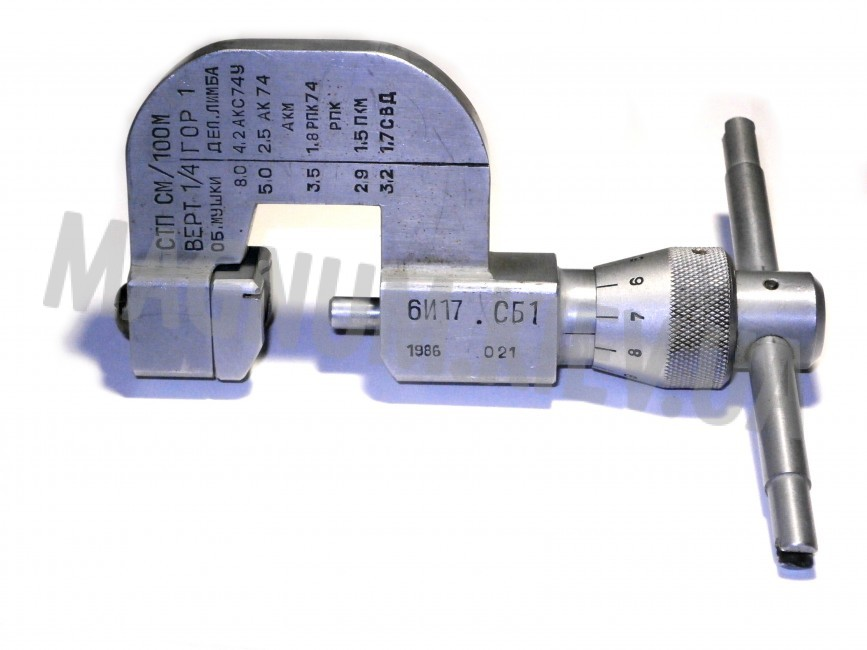 СТП СМ/100М
ВЕРТ 1/4 ГОР 1
ОБ.МУШКИ ДЕЛ.ЛИМБА
8.0 4.2 АКС74У
5.0 2.5 АК74
АКМ
3.5 1.8 РПК74
РПК
2.9 1.5 ПКМ
3.2 1.7 СВД
6И17 . СБ1
1986 .021
6
7
8